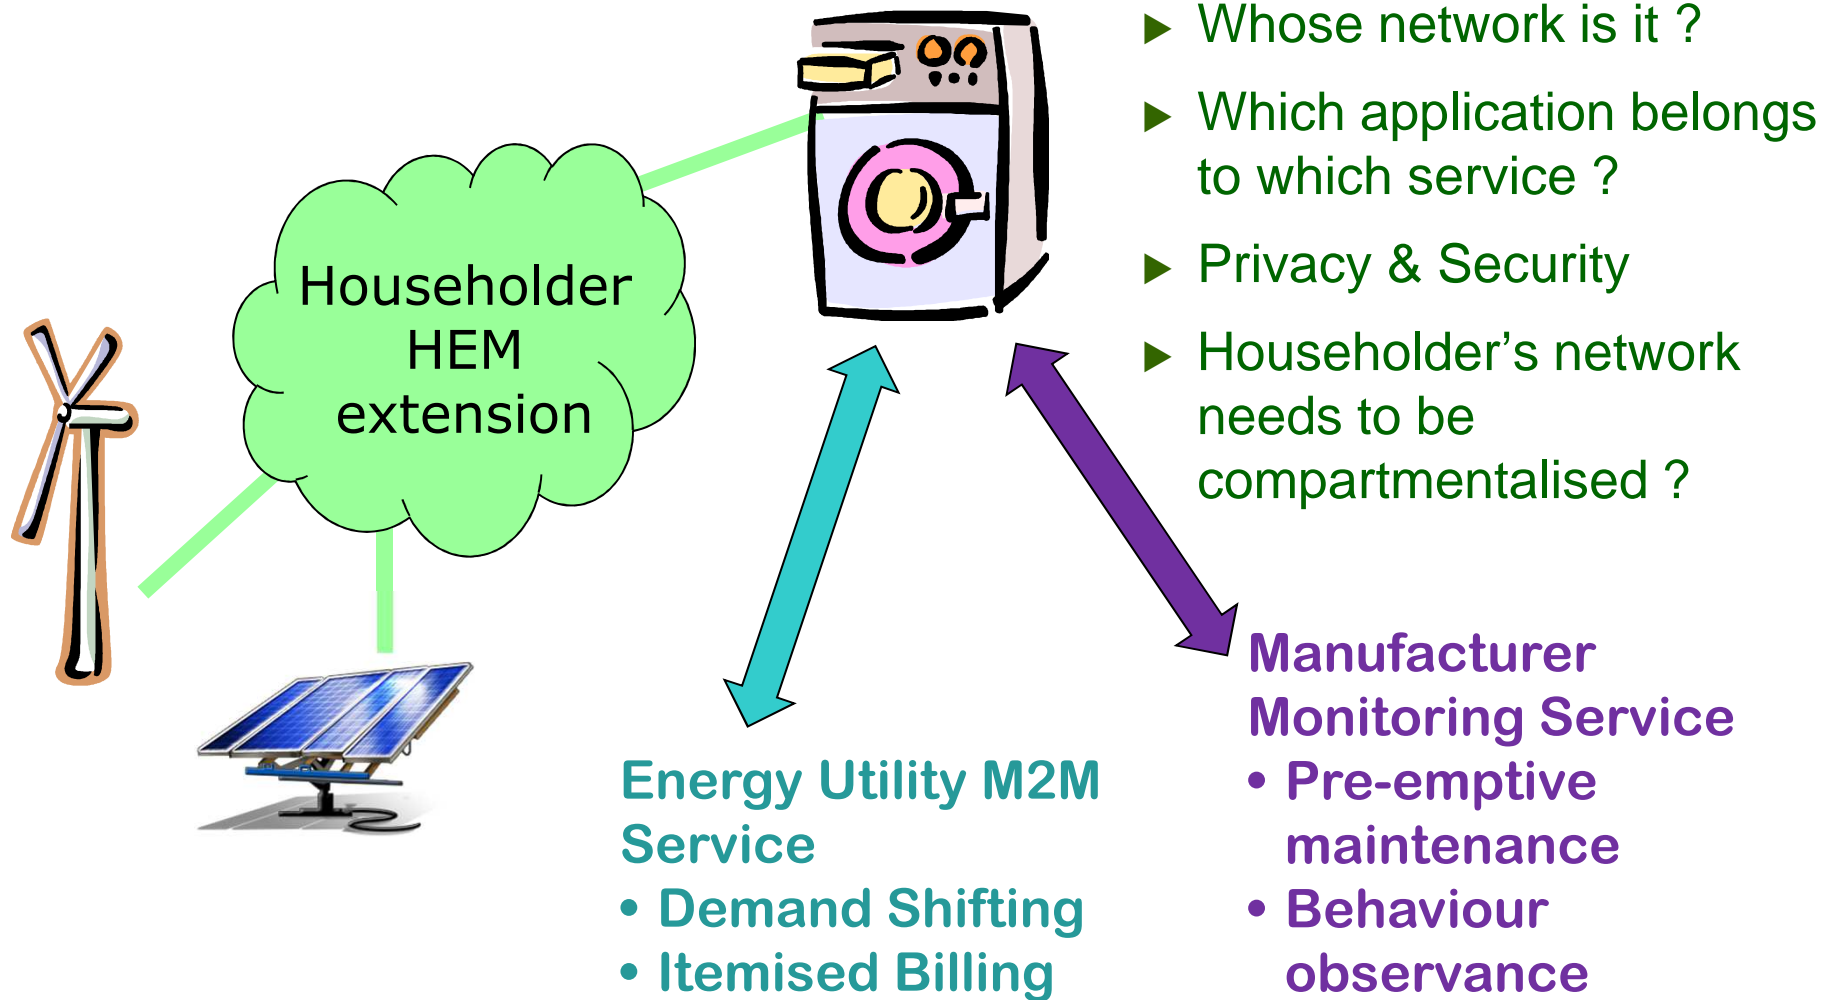 ► Whose network is it ?
► Which application belongs
to which service ?
► Privacy & Security
► Householder’s network
needs to be
compartmentalised ?
Householder
HEM
extension
Energy Utility M2M
Service
• Demand Shifting
• Itemised Billing
Manufacturer
Monitoring Service
• Pre-emptive
maintenance
• Behaviour
observance